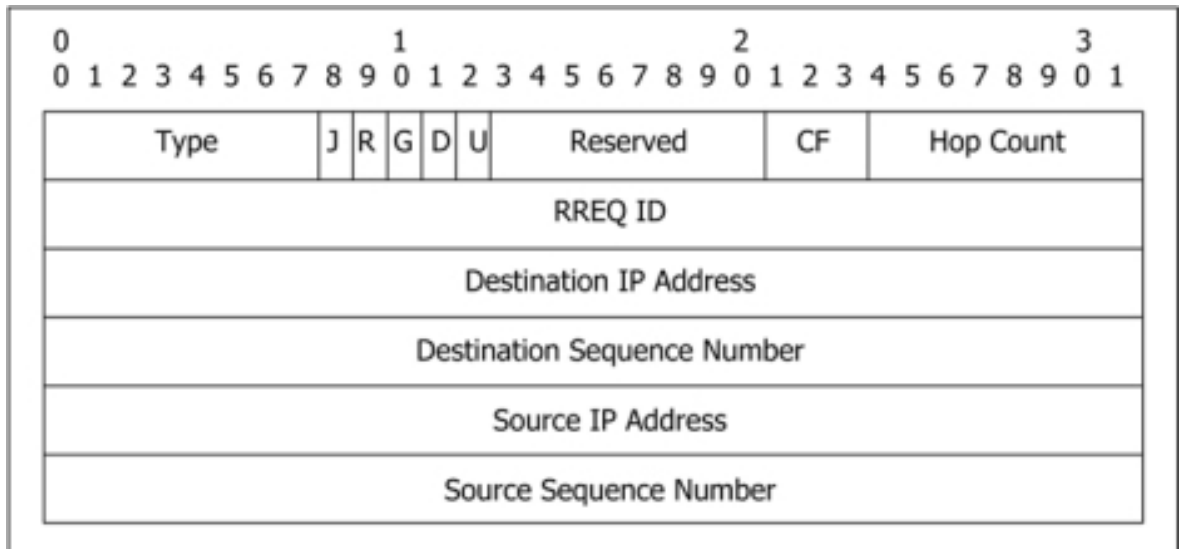 0 1 2 3
0 1 2 3 4 5 6 7 8 9 0 1 2 3 4 5 6 7 8 9 0 1 2 3 4 5 6 7 8 9 0 1
Type J R G D U Reserved CF Hop Count
RREQ ID
Destination IP Address
Destination Sequence Number
Source IP Address
Source Sequence Number